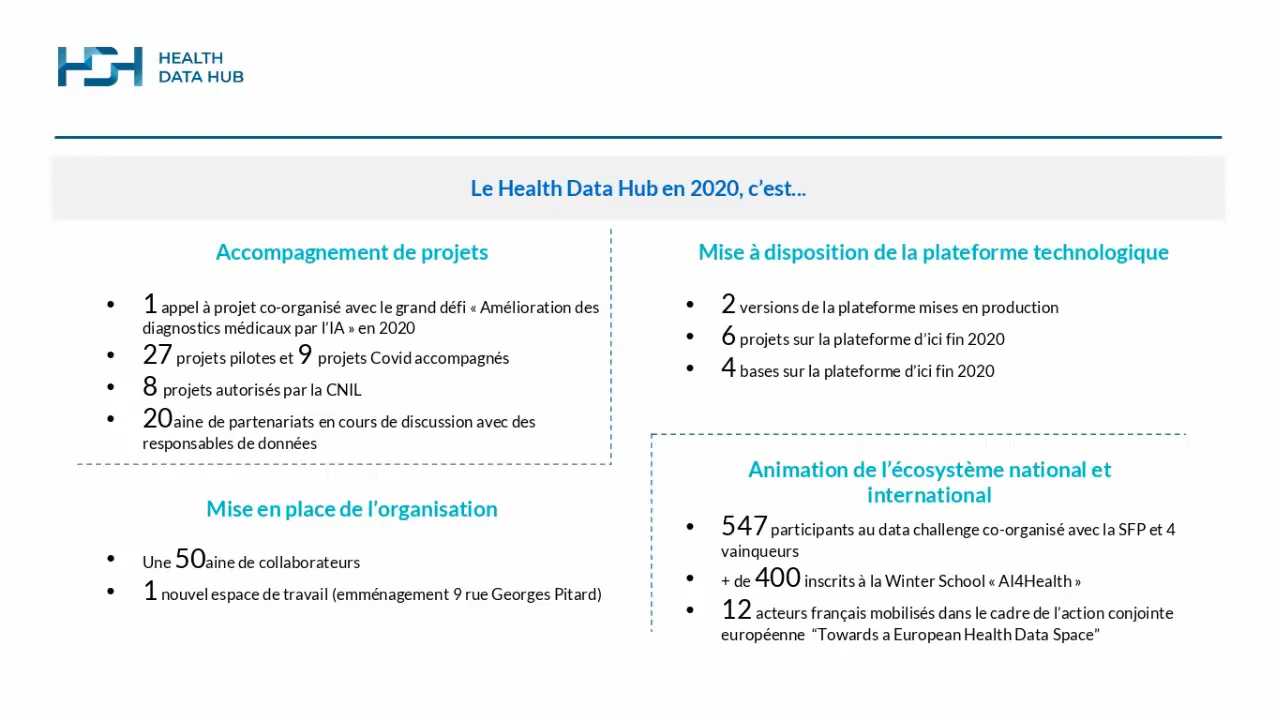 HEALTH
DATA HUB
Le Health Data Hub en 2020, c’est...
Accompagnement de projets
• 1 appel à projet co-organisé avec le grand défi « Amélioration des
diagnostics médicaux par l’IA » en 2020
• 27 projets pilotes et 9 projets Covid accompagnés
• 8 projets autorisés par la CNIL
• 20aine de partenariats en cours de discussion avec des
responsables de données
Mise en place de l’organisation
• Une 50aine de collaborateurs
• 1 nouvel espace de travail (emménagement 9 rue Georges Pitard)
Mise à disposition de la plateforme technologique
• 2 versions de la plateforme mises en production
• 6 projets sur la plateforme d’ici fin 2020
• 4 bases sur la plateforme d’ici fin 2020
Animation de l’écosystème national et
international
• 547 participants au data challenge co-organisé avec la SFP et 4
vainqueurs
• + de 400 inscrits à la Winter School « AI4Health »
• 12 acteurs français mobilisés dans le cadre de l’action conjointe
européenne “Towards a European Health Data Space”